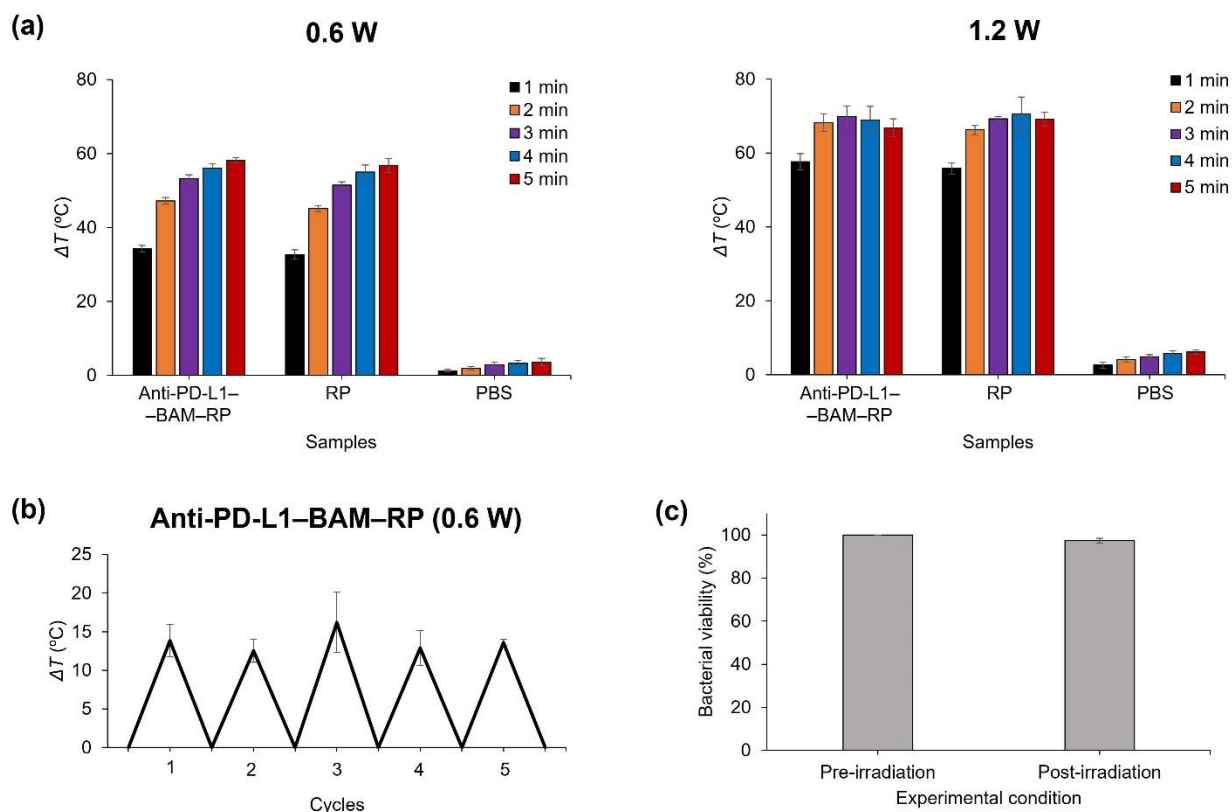 (a)
0.6 W
80
60
40
20
0
ΔT (ºC)
1 min
2 min
3 min
4 min
5 min
Anti-PD-L1–
–BAM–RP
RP
PBS
Samples
1.2 W
80
60
40
20
0
ΔT (ºC)
1 min
2 min
3 min
4 min
5 min
Anti-PD-L1–
–BAM–RP
RP
PBS
Samples
(b)
Anti-PD-L1–BAM–RP (0.6 W)
25
20
15
10
5
0
ΔT (ºC)
1 2 3 4 5
Cycles
(c)
100
80
60
40
20
0
Bacterial viability (%)
Pre-irradiation
Post-irradiation
Experimental condition